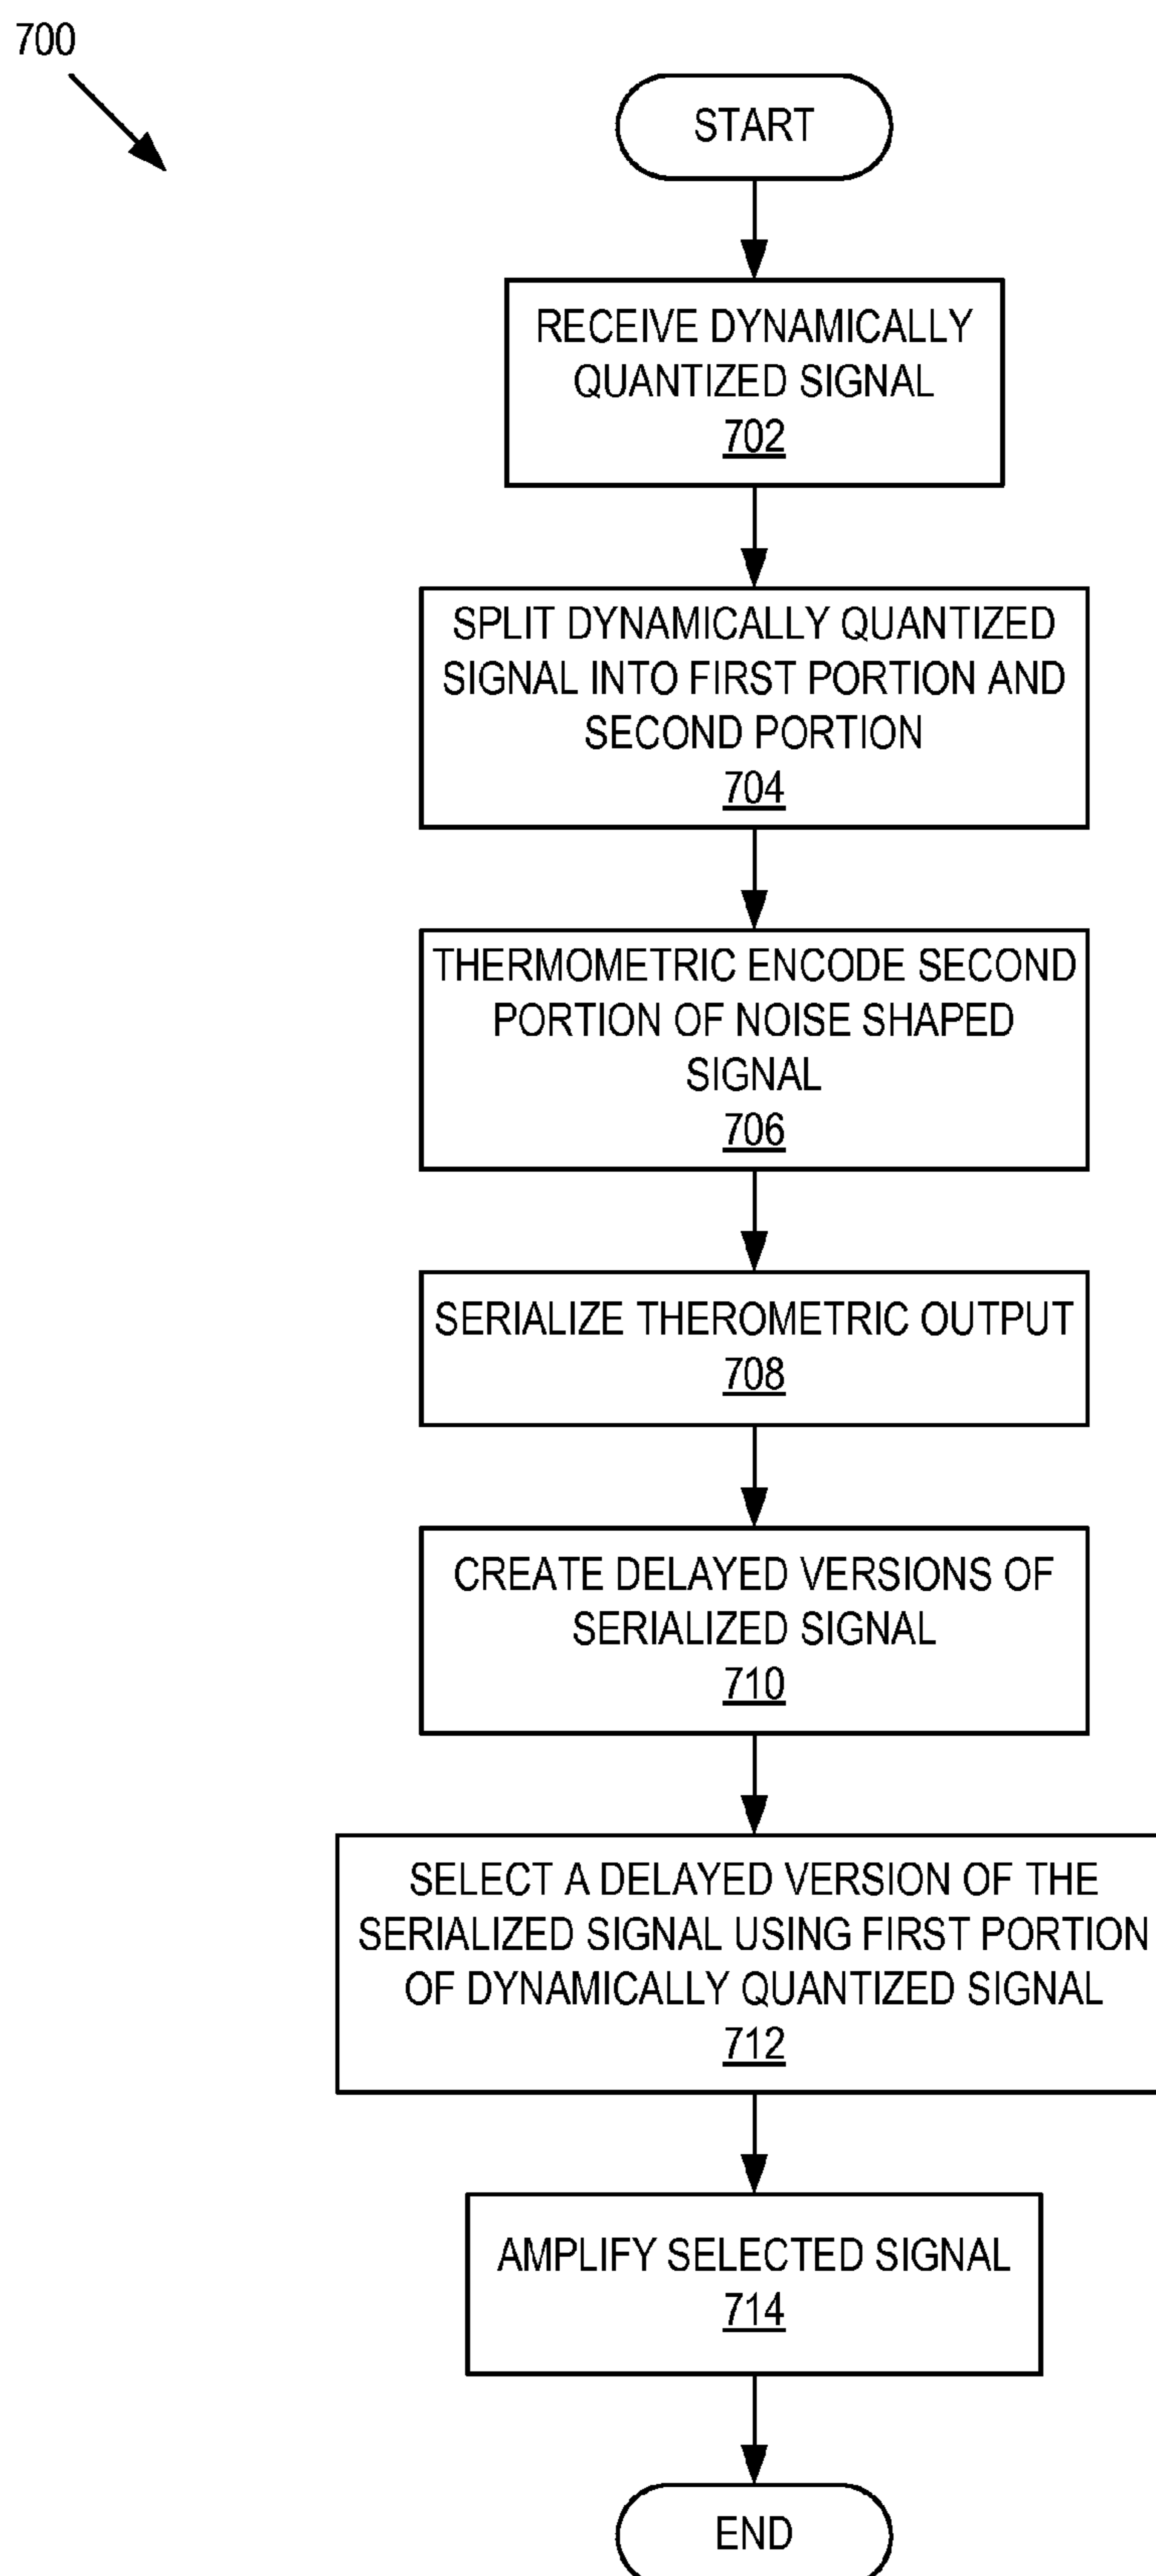 700
START
RECEIVE DYNAMICALLY
QUANTIZED SIGNAL
702
SPLIT DYNAMICALLY QUANTIZED
SIGNAL INTO FIRST PORTION AND
SECOND PORTION
704
THERMOMETRIC ENCODE SECOND
PORTION OF NOISE SHAPED
SIGNAL
706
SERIALIZE THEROMETRIC OUTPUT
708
CREATE DELAYED VERSIONS OF
SERIALIZED SIGNAL
710
SELECT A DELAYED VERSION OF THE
SERIALIZED SIGNAL USING FIRST PORTION
OF DYNAMICALLY QUANTIZED SIGNAL
712
AMPLIFY SELECTED SIGNAL
714
END